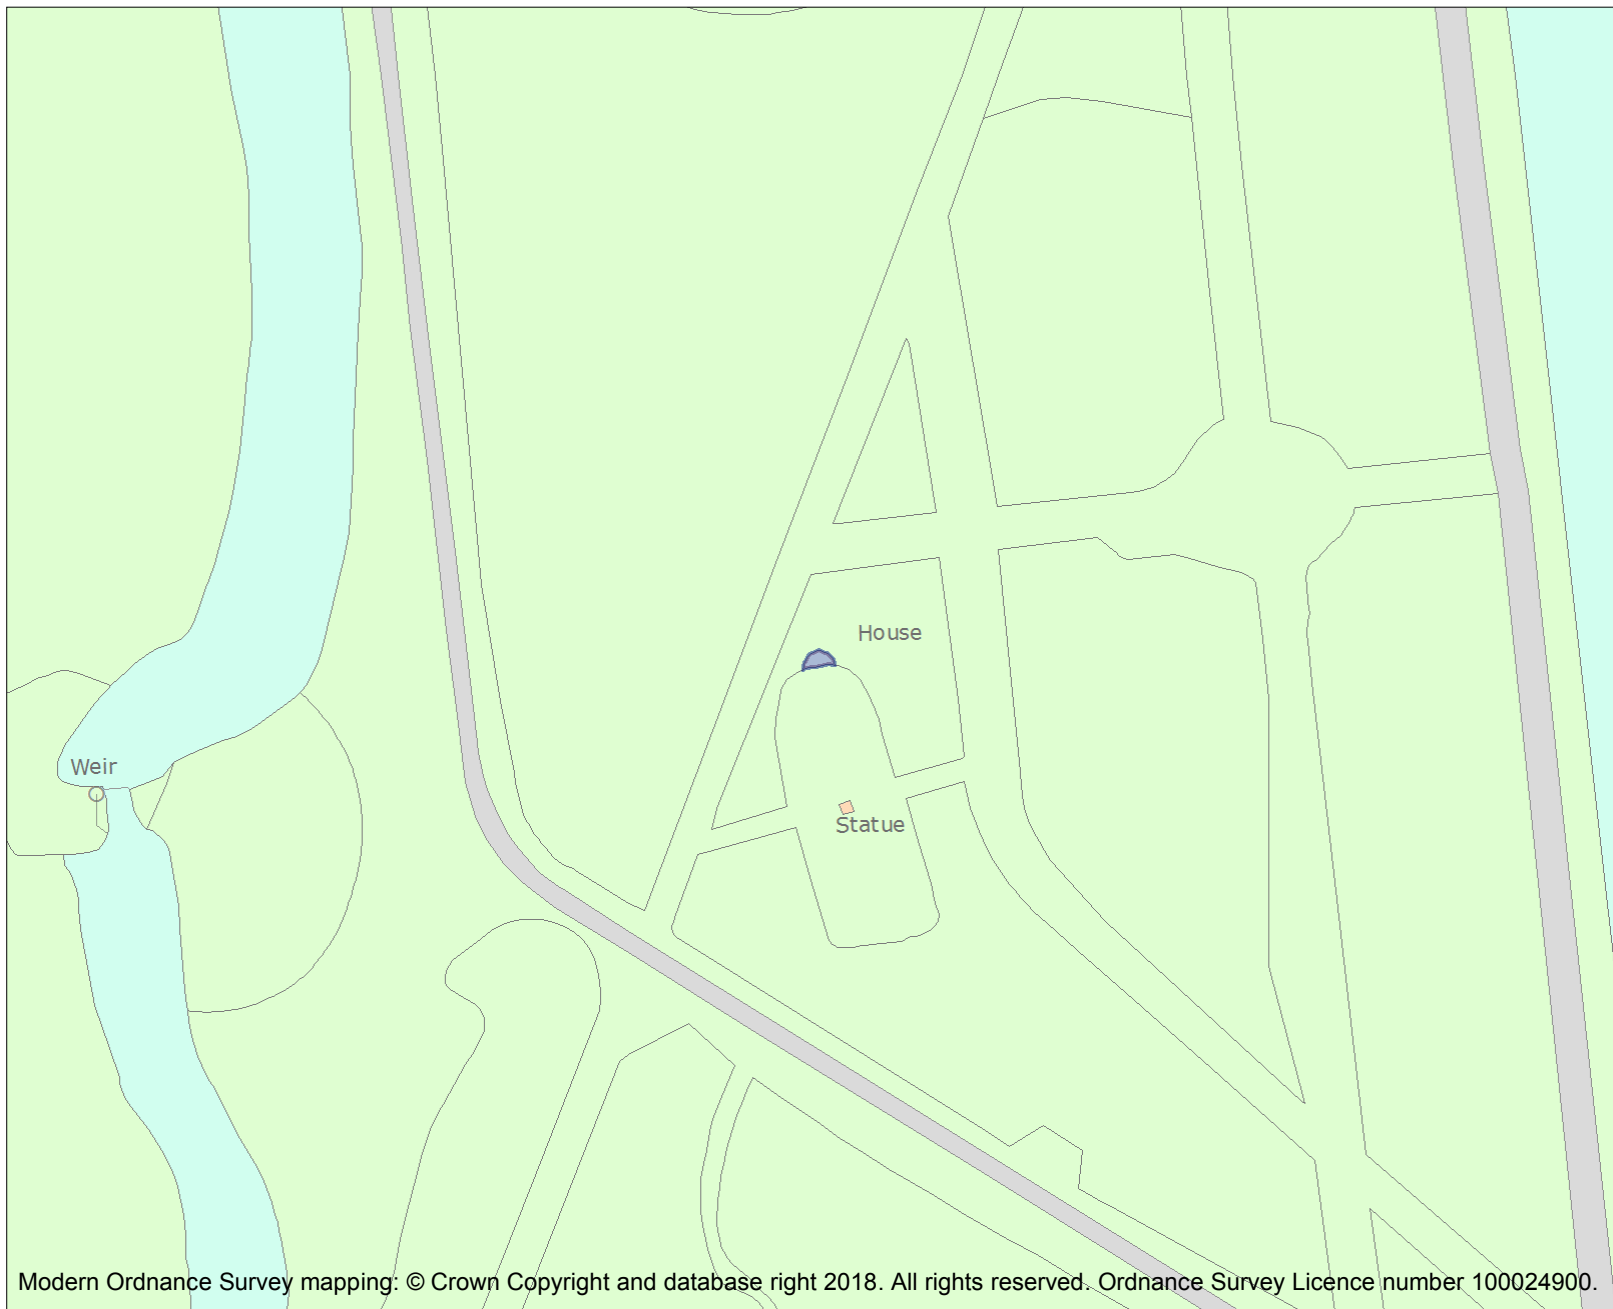 House
Weir
Statue
Modern Ordnance Survey mapping: © Crown Copyright and database right 2018. All rights reserved. Ordnance Survey Licence number 100024900.